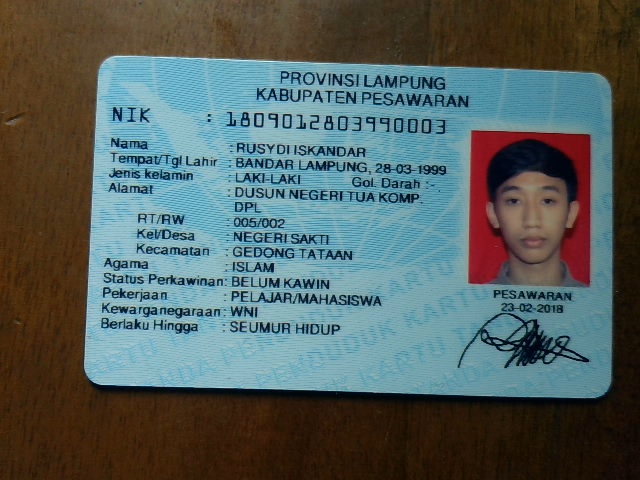 PROVINSI LAMPUNG
KABUPATEN PESAWARAN
NIK : 1809012803990003
Nama : RUSYDI ISKANDAR
Tempat/Tgl Lahir : BANDAR LAMPUNG, 28-03-1999
Jenis kelamin : LAKI-LAKI Gol. Darah : -
Alamat : DUSUN NEGERI TUA KOMP.
DPL
RT/RW : 005/002
Kel/Desa : NEGERI SAKTI
Kecamatan : GEDONG TATAAN
Agama : ISLAM
Status Perkawinan: BELUM KAWIN
Pekerjaan : PELAJAR/MAHASISWA
Kewarganegaraan: WNI
Berlaku Hingga : SEUMUR HIDUP
PESAWARAN
23-02-2018